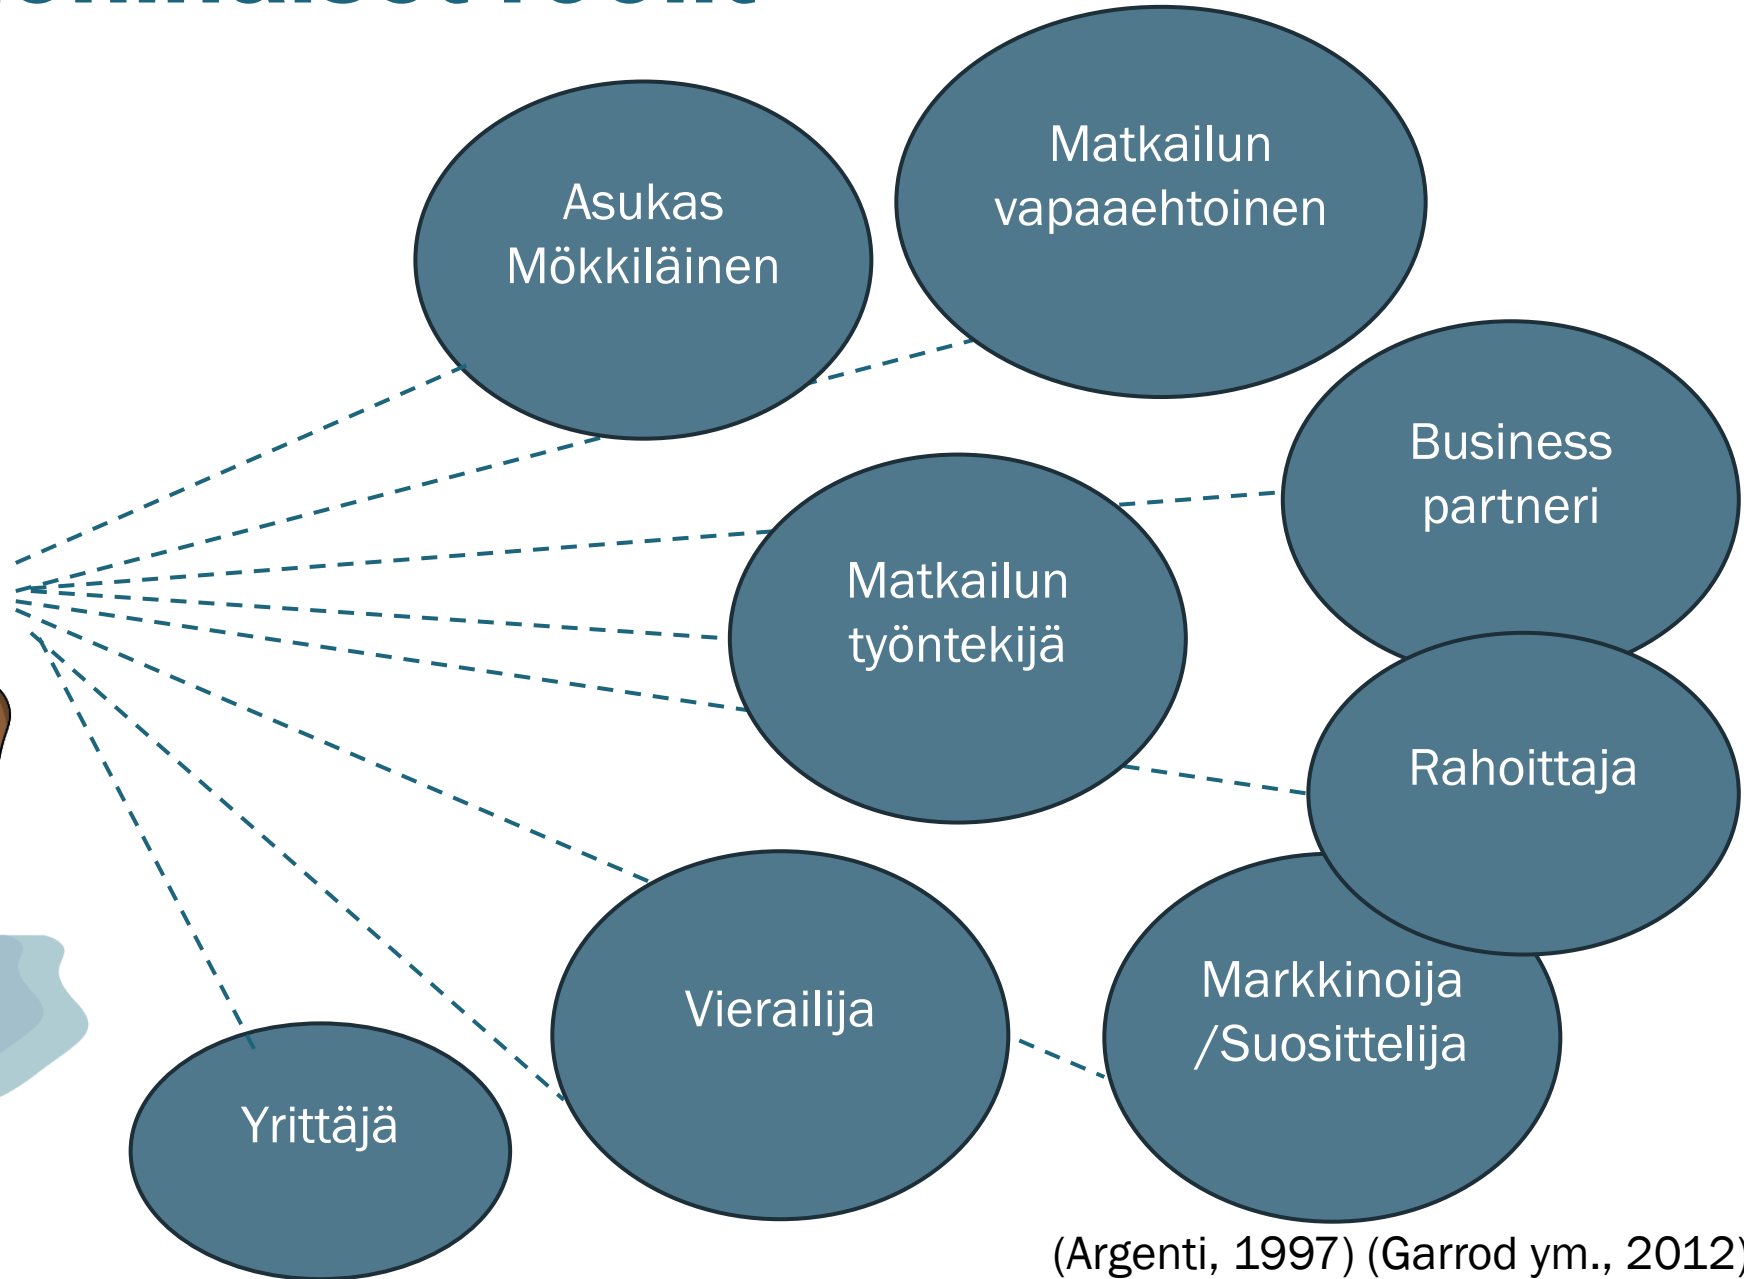 Asukas
Mökkiläinen
Matkailun
vapaaehtoinen
Business
partneri
Matkailun
työntekijä
Rahoittaja
Vierailija
Markkinoija
/Suosittelija
Yrittäjä
(Argenti, 1997) (Garrod ym., 2012)